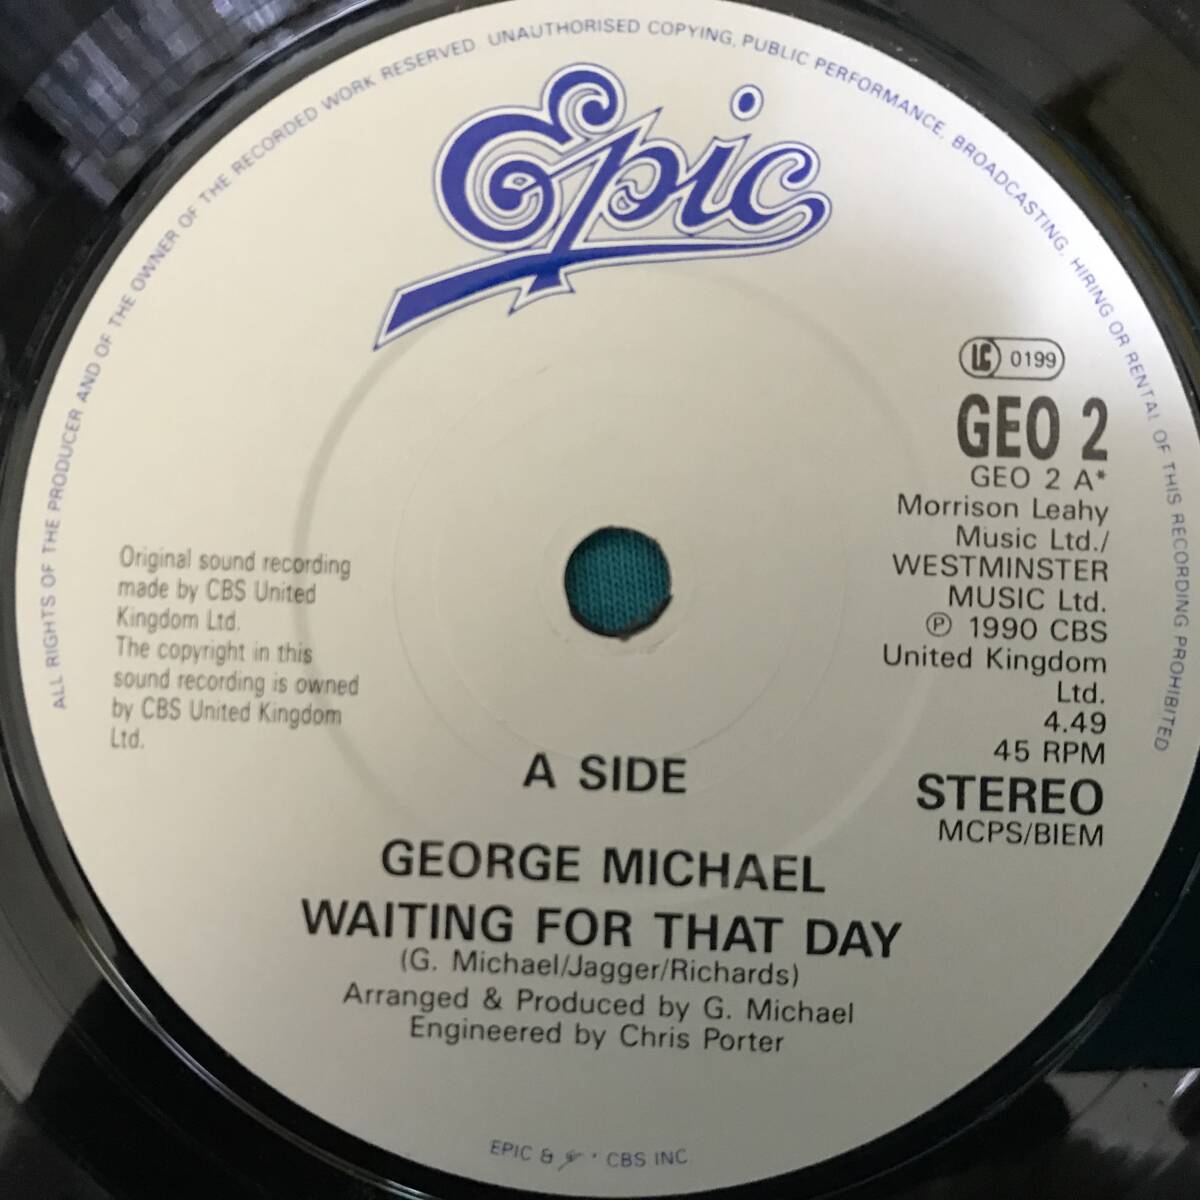 ALL RIGHTS OF THE PRODUCER AND OF THE OWNER OF THE RECORDED WORK RESERVED. UNAUTHORISED COPYING, PUBLIC PERFORMANCE, BROADCASTING, HIRING OR RENTAL OF THIS RECORDING PROHIBITED
Epic
LC 0199
GEO 2
GEO 2 A*
Morrison Leahy
Music Ltd./
WESTMINSTER
MUSIC Ltd.
Ⓟ 1990 CBS
United Kingdom
Ltd.
4.49
45 RPM
STEREO
MCPS/BIEM
Original sound recording
made by CBS United
Kingdom Ltd.
The copyright in this
sound recording is owned
by CBS United Kingdom
Ltd.
A SIDE
GEORGE MICHAEL
WAITING FOR THAT DAY
(G. Michael/Jagger/Richards)
Arranged & Produced by G. Michael
Engineered by Chris Porter
EPIC & · CBS INC